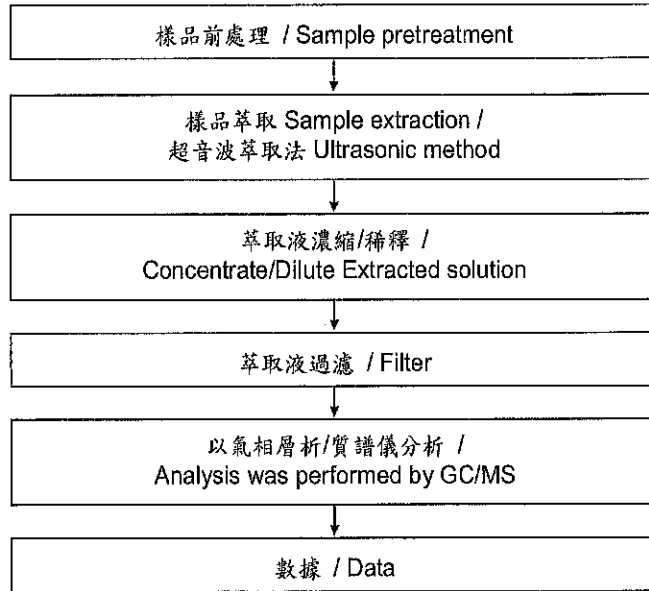 樣品前處理 / Sample pretreatment
樣品萃取 Sample extraction /
超音波萃取法 Ultrasonic method
萃取液濃縮/稀釋 /
Concentrate/Dilute Extracted solution
萃取液過濾 / Filter
以氣相層析/質譜儀分析 /
Analysis was performed by GC/MS
數據 / Data